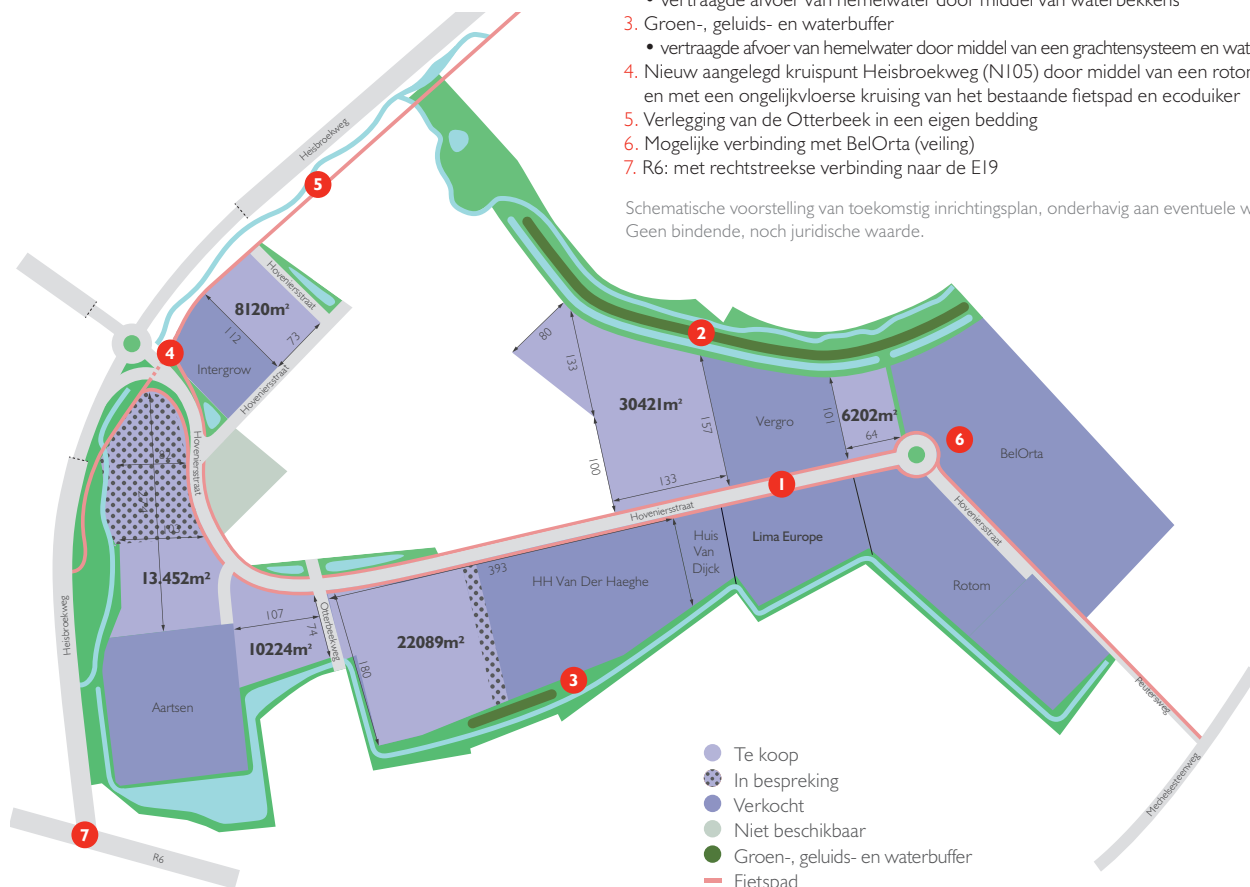 • vertraagde afvoer van hemelwater door middel van waterbekkens
3. Groen-, geluids- en waterbuffer
• vertraagde afvoer van hemelwater door middel van een grachtensysteem en wat
4. Nieuw aangelegd kruispunt Heisbroekweg (N105) door middel van een roton
en met een ongelijkvloerse kruising van het bestaande fietspad en ecoduiker
5. Verlegging van de Otterbeek in een eigen bedding
6. Mogelijke verbinding met BelOrta (veiling)
7. R6: met rechtstreekse verbinding naar de E19
Schematische voorstelling van toekomstig inrichtingsplan, onderhavig aan eventuele w
Geen bindende, noch juridische waarde.
Heisbroekweg
5
Hoveniersstraat
8120m²
112
73
4
Intergrow
Hoveniersstraat
2
80
133
30421m²
157
Vergro
101
6202m²
64
6
BelOrta
Hoveniersstraat
100
133
1
Hoveniersstraat
Hoveniersstraat
13.452m²
393
Huis
Van
Dijck
Lima Europe
HH Van Der Haeghe
Rotom
107
74
Otterbeekweg
10224m²
22089m²
180
Heisbroekweg
3
Aartsen
Peutersweg
Mechelsesteenweg
7
R6
Te koop
In bespreking
Verkocht
Niet beschikbaar
Groen-, geluids- en waterbuffer
Fietspad